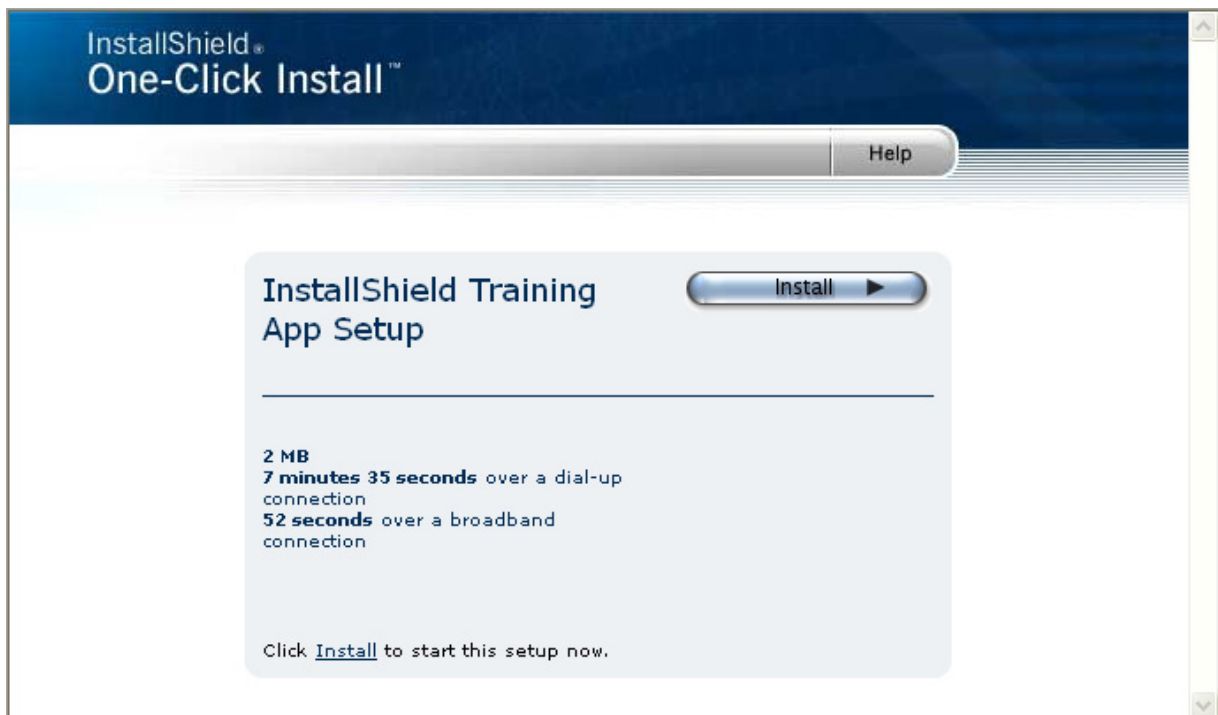 InstallShield®
One-Click Install™
Help
InstallShield Training
App Setup
Install
2 MB
7 minutes 35 seconds over a dial-up
connection
52 seconds over a broadband
connection
Click Install to start this setup now.